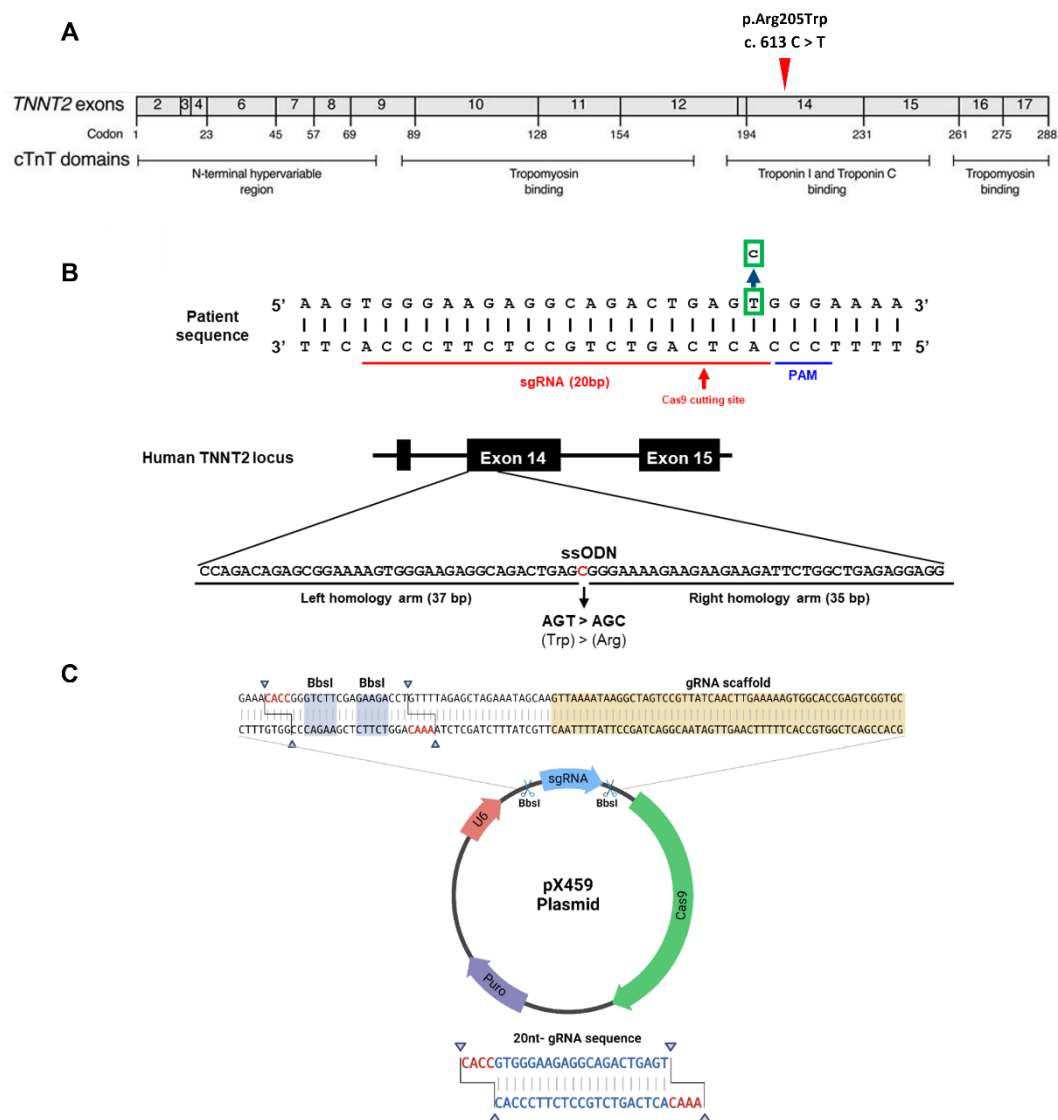 A
p.Arg205Trp
c. 613 C > T
TNNT2 exons 2 3 4 6 7 8 9 10 11 12 14 15 16 17
Codon 1 23 45 57 69 89 128 154 194 231 261 275 288
cTnT domains
N-terminal hypervariable region
Tropomyosin binding
Troponin I and Troponin C binding
Tropomyosin binding
B
C
Patient sequence
5’ A A G T G G G A A G A G G C A G A C T G A G T G G G A A A A 3’
3’ T T C A C C C T T C T C C G T C T G A C T C A C C C T T T T 5’
sgRNA (20bp)
PAM
Cas9 cutting site
Human TNNT2 locus
Exon 14
Exon 15
ssODN
CCAGACAGAGCGGAAAAGTGGGAAGAGGCAGACTGAGCGGGAAAAGAAGAAGAAGATTCTGGCTGAGAGGAGG
Left homology arm (37 bp)
Right homology arm (35 bp)
AGT > AGC
(Trp) > (Arg)
C
BbsI BbsI gRNA scaffold
GAAACACCGGGTCTTCGAGAAGACCTGTTTTAGAGCTAGAAATAGCAAGTTAAAATAAGGCTAGTCCGTTATCAACTTGAAAAAGTGGCACCGAGTCGGTGC
CTTTGTGGCCCAGAAGCTCTTCTGGACAAAATCTCGATCTTTATCGTTCAATTTTATTCCGATCAGGCAATAGTTGAACTTTTTCACCGTGGCTCAGCCACG
sgRNA
BbsI
BbsI
U6
Cas9
pX459
Plasmid
Puro
20nt- gRNA sequence
CACCGTGGGAAGAGGCAGACTGAGT
CACCCTTCTCCGTCTGACTCACAAA